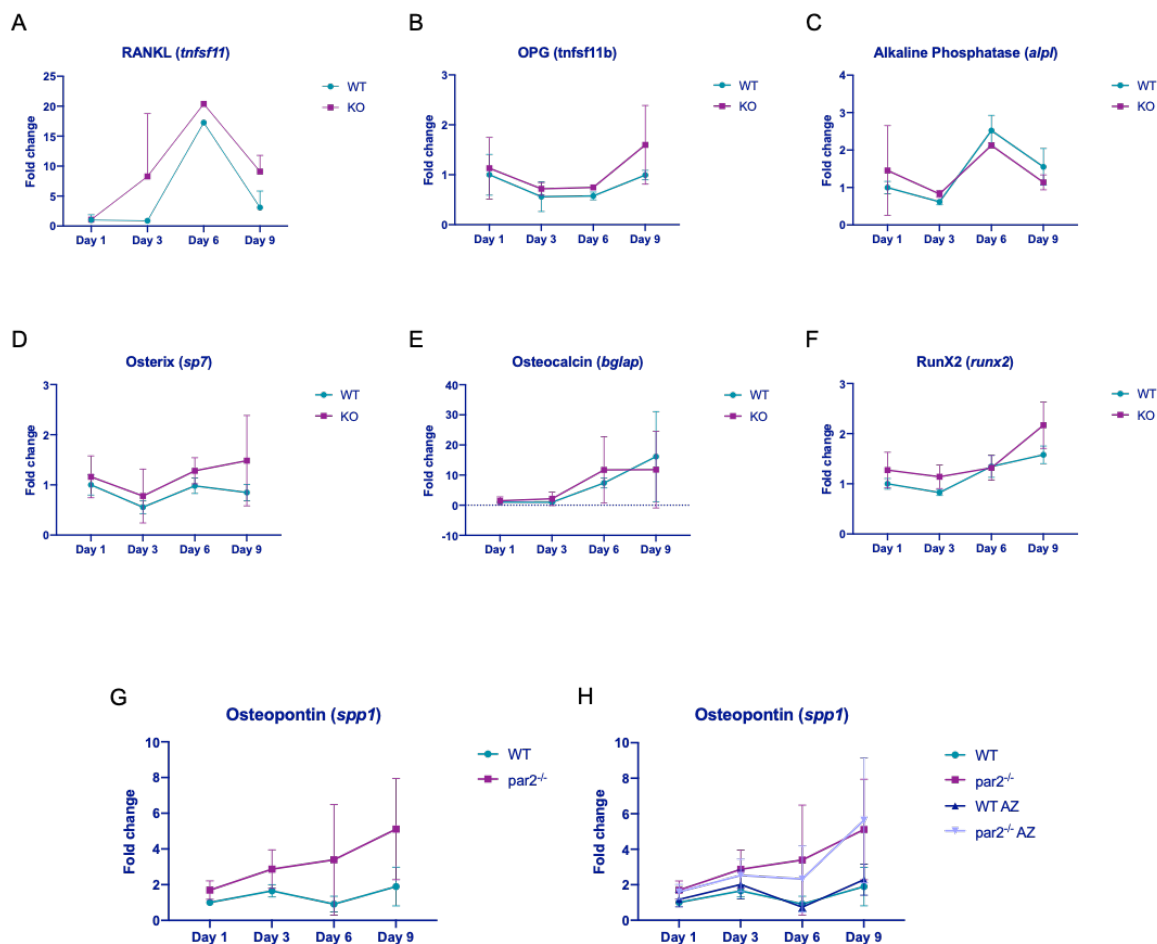 A
RANKL (tnfsf11)
Fold change
25
20
15
10
5
0
Day 1 Day 3 Day 6 Day 9
WT
KO
B
OPG (tnfsf11b)
Fold change
3
2
1
0
Day 1 Day 3 Day 6 Day 9
WT
KO
C
Alkaline Phosphatase (alpl)
Fold change
4
3
2
1
0
Day 1 Day 3 Day 6 Day 9
WT
KO
D
Osterix (sp7)
Fold change
3
2
1
0
Day 1 Day 3 Day 6 Day 9
WT
KO
E
Osteocalcin (bglap)
Fold change
40
30
20
10
0
-10
Day 1 Day 3 Day 6 Day 9
WT
KO
F
RunX2 (runx2)
Fold change
3
2
1
0
Day 1 Day 3 Day 6 Day 9
WT
KO
G
Osteopontin (spp1)
Fold change
10
8
6
4
2
0
Day 1 Day 3 Day 6 Day 9
WT
par2-/-
H
Osteopontin (spp1)
Fold change
10
8
6
4
2
0
Day 1 Day 3 Day 6 Day 9
WT
par2-/-
WT AZ
par2-/- AZ